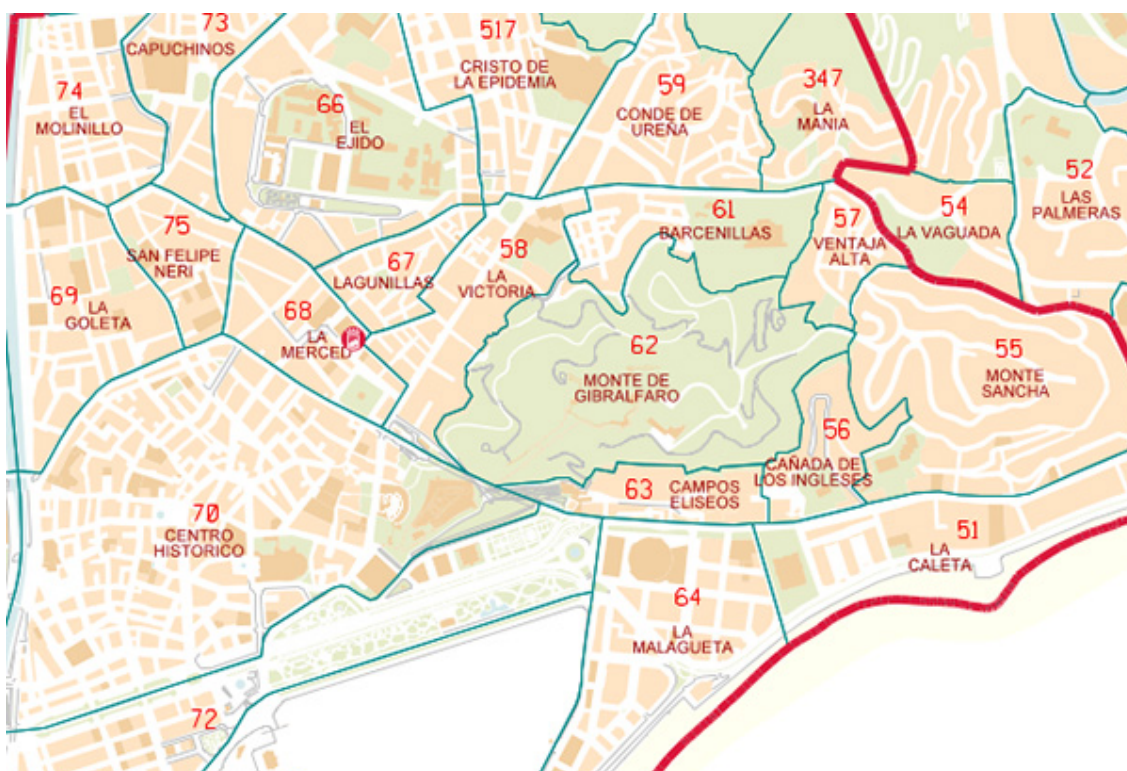 73
CAPUCHINOS
517
CRISTO DE
LA EPIDEMIA
59
CONDE DE
UREÑA
347
LA
MANIA
74
EL
MOLINILLO
66
EL
EJIDO
52
LAS
PALMERAS
75
SAN FELIPE
NERI
67
LAGUNILLAS
58
LA
VICTORIA
61
BARCENILLAS
57
VENTAJA
ALTA
54
LA VAGUADA
69
LA
GOLETA
68
LA
MERCED
62
MONTE DE
GIBRALFARO
55
MONTE
SANCHA
56
CAÑADA DE
LOS INGLESES
63
CAMPOS
ELISEOS
70
CENTRO
HISTORICO
51
LA
CALETA
64
LA
MALAGUETA
72